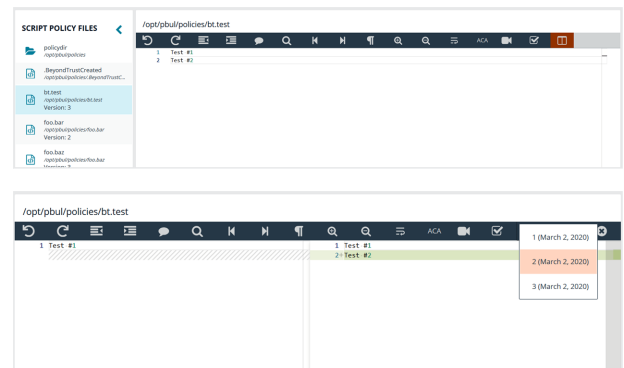 SCRIPT POLICY FILES
/opt/pbul/policies/bt.test
policydir
/opt/pbul/policies
.BeyondTrustCreated
/opt/pbul/policies/.BeyondTrustC...
bt.test
/opt/pbul/policies/bt.test
Version: 3
foo.bar
/opt/pbul/policies/foo.bar
Version: 2
foo.baz
/opt/pbul/policies/foo.baz
Version: 3
ACA
1 Test #1
2 Test #2
/opt/pbul/policies/bt.test
ACA
1 Test #1
1 Test #1
2+Test #2
1 (March 2, 2020)
2 (March 2, 2020)
3 (March 2, 2020)